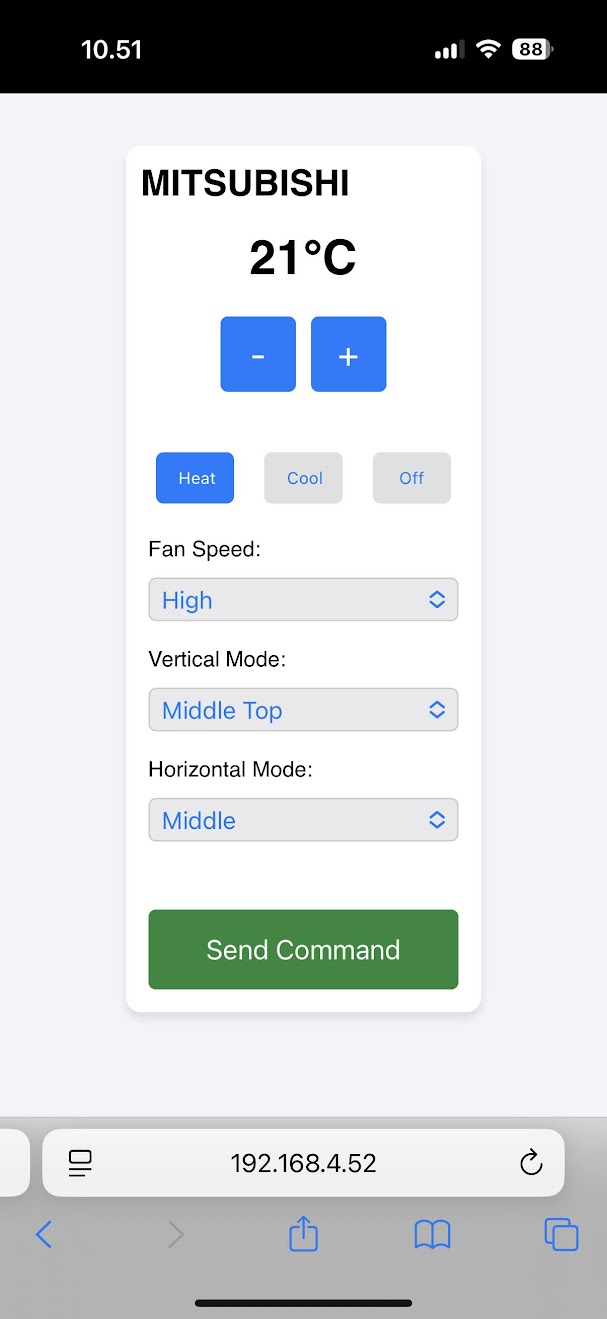 10.51
88
MITSUBISHI
21°C
- +
Heat Cool Off
Fan Speed:
High
Vertical Mode:
Middle Top
Horizontal Mode:
Middle
Send Command
192.168.4.52